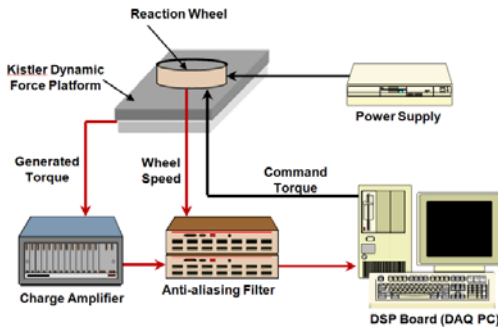 Reaction Wheel
Kistler Dynamic
Force Platform
Power Supply
Generated
Torque
Wheel
Speed
Command
Torque
Charge Amplifier
Anti-aliasing Filter
DSP Board (DAQ PC)